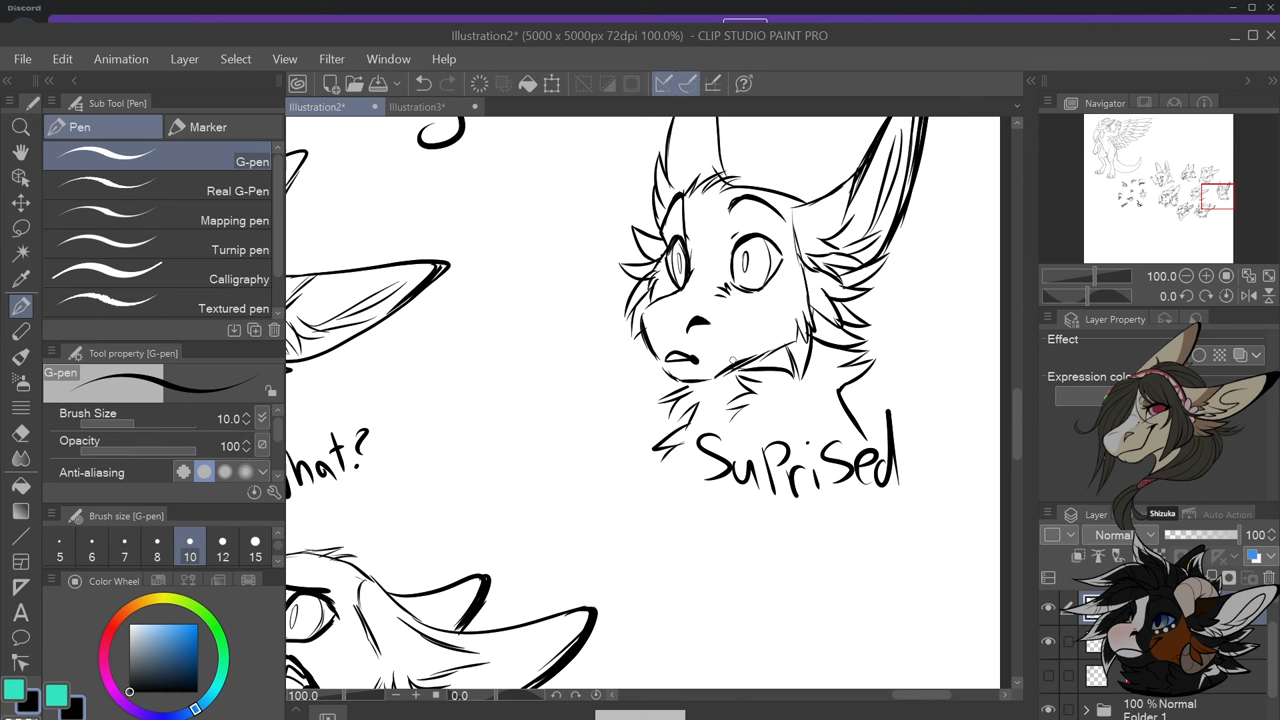 Discord
Illustration2* (5000 x 5000px 72dpi 100.0%) - CLIP STUDIO PAINT PRO
File Edit Animation Layer Select View Filter Window Help
Sub Tool [Pen]
Illustration2* Illustration3*
Navigator
Pen Marker
G-pen
Real G-Pen
Mapping pen
Turnip pen
Calligraphy
Textured pen
Tool property [G-pen]
G-pen
Brush Size 10.0
Opacity 100
Anti-aliasing
Brush size [G-pen]
5 6 7 8 10 12 15
Color Wheel
hat?
SuPrised
100.0 0.0
100.0
0.0
Layer Property
Effect
Expression colo
Layer Shizuka Auto Action
Normal 100
100 % Normal
Folder 1